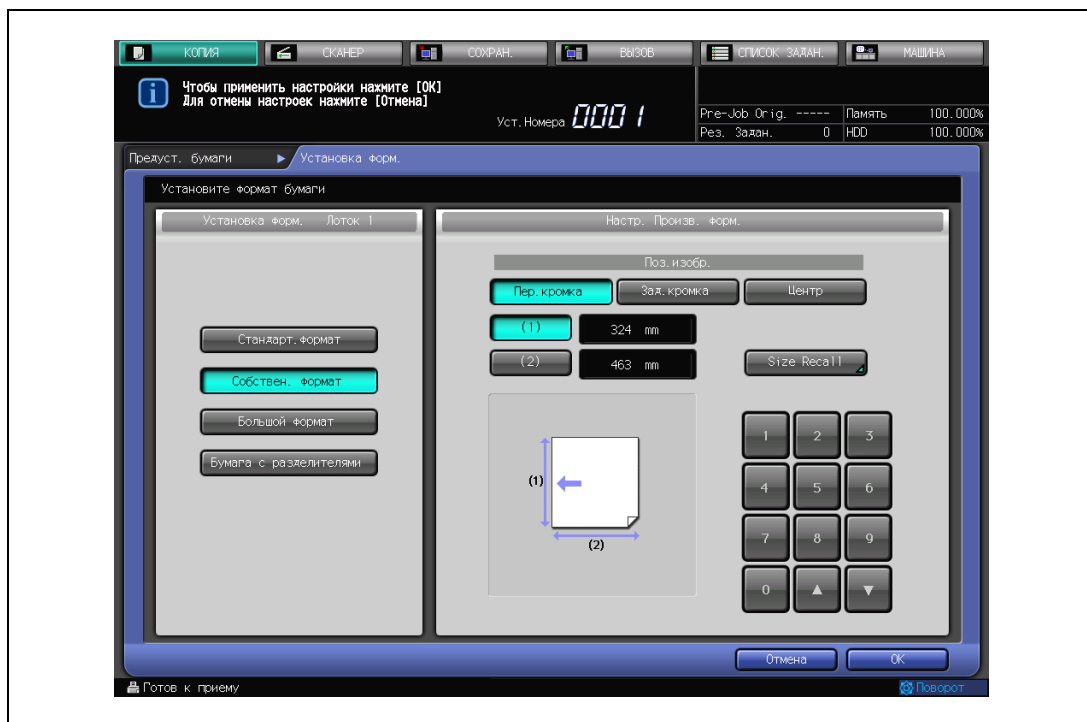 КОПИЯ СКАНЕР СОХРАН. ВЫЗОВ СПИСОК ЗАДАН. МАШИНА
Чтобы применить настройки нажмите [OK]
Для отмены настроек нажмите [Отмена]
Уст.Номера 0001
Pre-Job Orig. ----- Память 100.000%
Рез. Задан. 0 HDD 100.000%
Предуст. бумаги ▶ Установка форм.
Установите формат бумаги
Установка форм. Лоток 1
Стандарт.формат
Собствен. формат
Большой формат
Бумага с разделителями
Настр. Произв. форм.
Поз.изобр.
Пер.кромка Зад.кромка Центр
(1) 324 mm
(2) 463 mm Size Recall
(1)
(2)
1 2 3
4 5 6
7 8 9
0 ▲ ▼
Отмена OK
Готов к приему Поворот